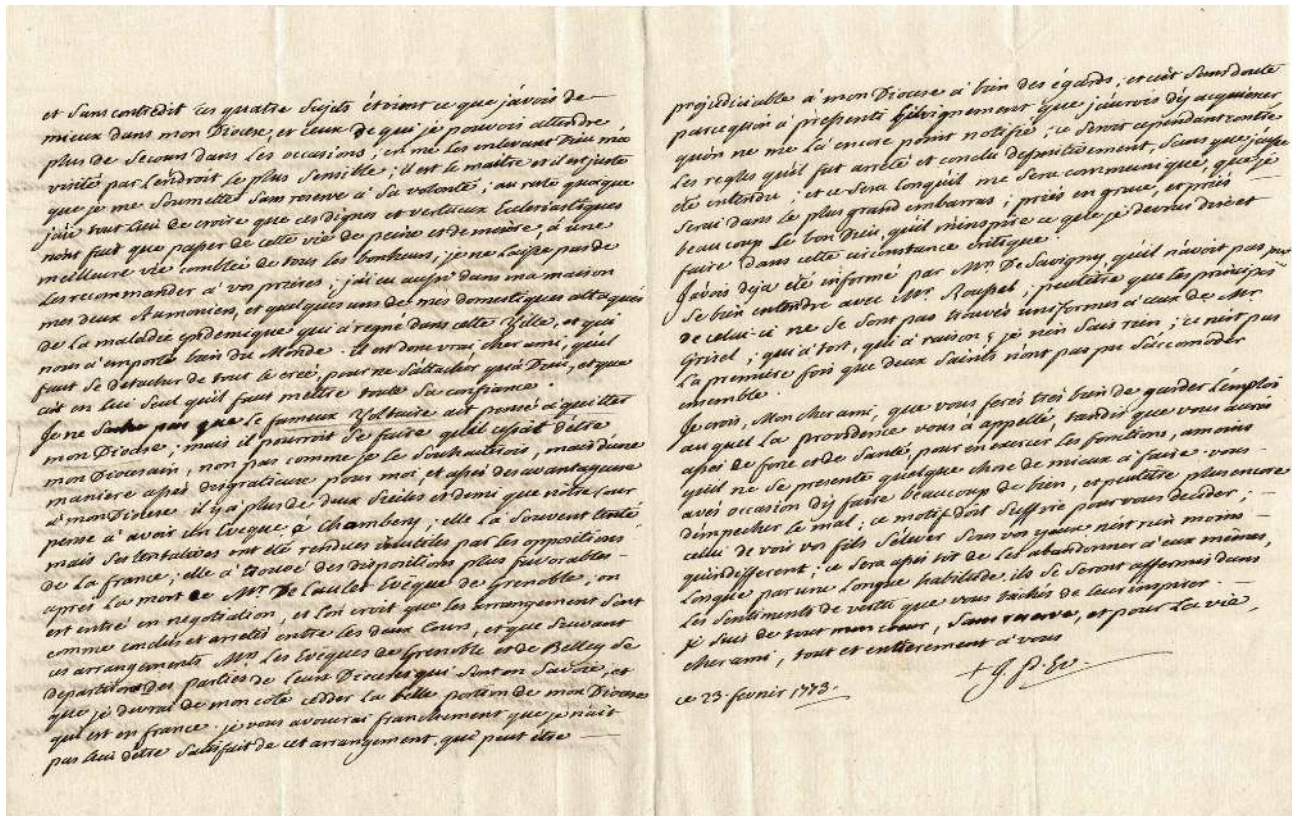 et sans contredit ces quatre sujets étoient ce que j'avois de
mieux dans mon Diocese, et ceux de qui je pouvois attendre
plus de secours dans les occasions; en me les enlevant Dieu m'a
visité par l'endroit le plus sensible; il est le maitre et il est juste
que je me soumette sans reserve à sa volonté; au reste quoique
j'aie tout lieu de croire que ces dignes et vertueux Ecclesiastiques
n'ont fait que passer de cette vie de peine et de misère, à une
meilleure vie comblée de tous les bonheurs, je ne laisse pas de
les recommander à vos prieres; j'ai eu aussi dans ma maison
mes deux Aumoniers, et quelques uns de mes domestiques attaqués
de la maladie epidemique qui a regné dans cette Ville, et qui
nous a emporté bien du Monde. il est donc vrai cher ami, qu'il
faut se detacher de tout le creé, pour ne s'attacher qu'à Dieu, et que
c'est en lui seul qu'il faut mettre toute sa confiance.
Je ne sache pas que le fameux Voltaire ait pensé à quitter
mon Diocese; mais il pourroit se faire qu'il cessat d'être
mon Diocesain, non pas comme je le souhaiterois, mais d'une
maniere assés desgratieuse pour moi, et assés desavantageuse
à mon Diocese. il y a plus de deux siècles et demi que nôtre Cour
pense à avoir un Eveque à Chambery; elle l'a souvent tenté
mais ses tentatives ont été rendues inutiles par les oppositions
de la france; elle a trouvé des dispositions plus favorables
après la mort de Mr. De Caulet Evêque de Grenoble; on
est entré en negotiation, et l'on croit que les arrangement sont
comme conclus et arretés entre les deux Cours, et que suivant
ces arrangements Mrs. Les Evêques de Grenoble et de Belley se
departiront des parties de leurs Dioceses qui sont en Savoie, et
que je devrai de mon coté cedder la belle portion de mon Diocese
qui est en france. je vous avouerai franchement que je n'ait
pas lieu d'être satisfait de cet arrangement. qui peut être
prejudiciable à mon Diocese à bien des égards; et c'est sans doute
parcequ'on a pressenti que j'aurois d'y acquiescer
qu'on ne me l'a encore point notifié; ce seroit cependant contre
les regles qu'il fut arreté et conclu definitivement, sans que j'eusse
été entendu; et ce sera lorsqu'il me sera communiqué, que je
serai dans le plus grand embarras; priés en grace, et priés
beaucoup le bon Dieu, qu'il m'inspire ce que je devrai dire et
faire dans cette circonstance critique.
J'avois deja été informé par Mr. De Savigny, qu'il n'avoit pas pu
se bien entendre avec Mr. Roussel; peutêtre que les principes
de celui-ci ne se sont pas trouvés uniformes à ceux de Mr.
Grisel; qui a tort, qui a raison; je n'en sais rien; ce n'est pas
la premiere fois que deux Saints n'ont pas pu s'accomoder
ensemble.
Je crois, Mon cher ami, que vous ferés très bien de garder l'emploi
auquel la providence vous a appellé, tandis que vous aurés
assés de force et de santé, pour en exercer les fonctions, amoins
qu'il ne se presente quelque chose de mieux à faire. vous
avés occasion d'y faire beaucoup de bien, et peutêtre plus encore
d'empecher le mal; ce motif doit suffire pour vous decider;
celui de voir vos fils s'élever sous vos yeux n'est rien moins
qu'indifferent; ce sera assés tôt de les abandonner à eux mêmes,
lorsque par une longue habitude ils se seront affermis dans
les sentiments de vertu que vous tachés de leur inspirer.
Je suis de tout mon cœur, sans reserve, et pour la vie,
cher ami, tout et entierement à vous
+ J. P. Ev.
ce 23. fevrier 1773.